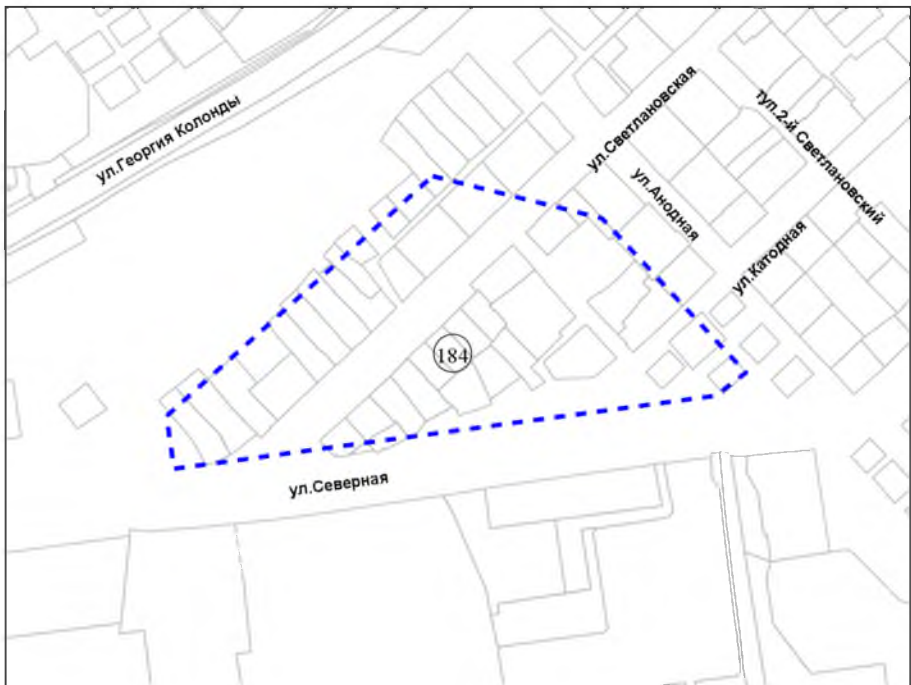 ул.Георгия Колонды
ул.Светлановская
туп.2-й Светлановский
ул.Анодная
ул.Катодная
184
ул.Северная